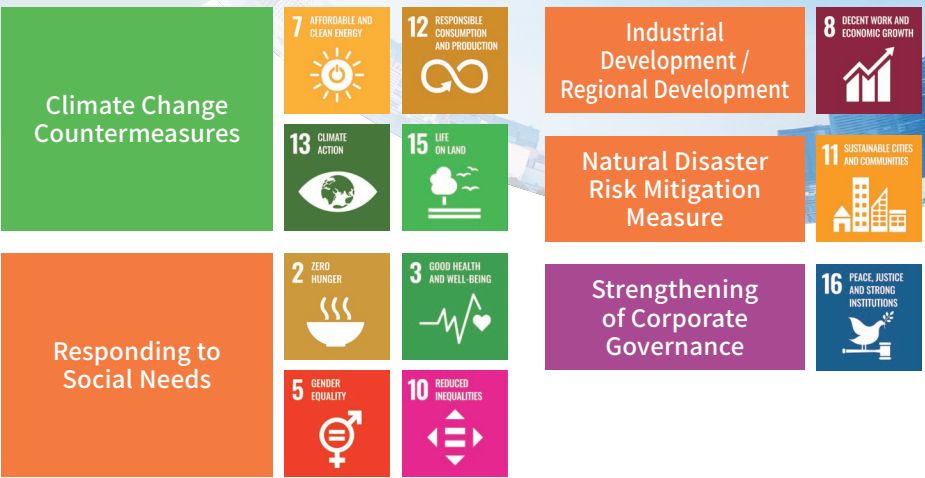 Climate Change
Countermeasures
7 AFFORDABLE AND
CLEAN ENERGY
12 RESPONSIBLE
CONSUMPTION
AND PRODUCTION
13 CLIMATE
ACTION
15 LIFE
ON LAND
Responding to
Social Needs
2 ZERO
HUNGER
3 GOOD HEALTH
AND WELL-BEING
5 GENDER
EQUALITY
10 REDUCED
INEQUALITIES
Industrial
Development /
Regional Development
8 DECENT WORK AND
ECONOMIC GROWTH
Natural Disaster
Risk Mitigation
Measure
11 SUSTAINABLE CITIES
AND COMMUNITIES
Strengthening
of Corporate
Governance
16 PEACE, JUSTICE
AND STRONG
INSTITUTIONS